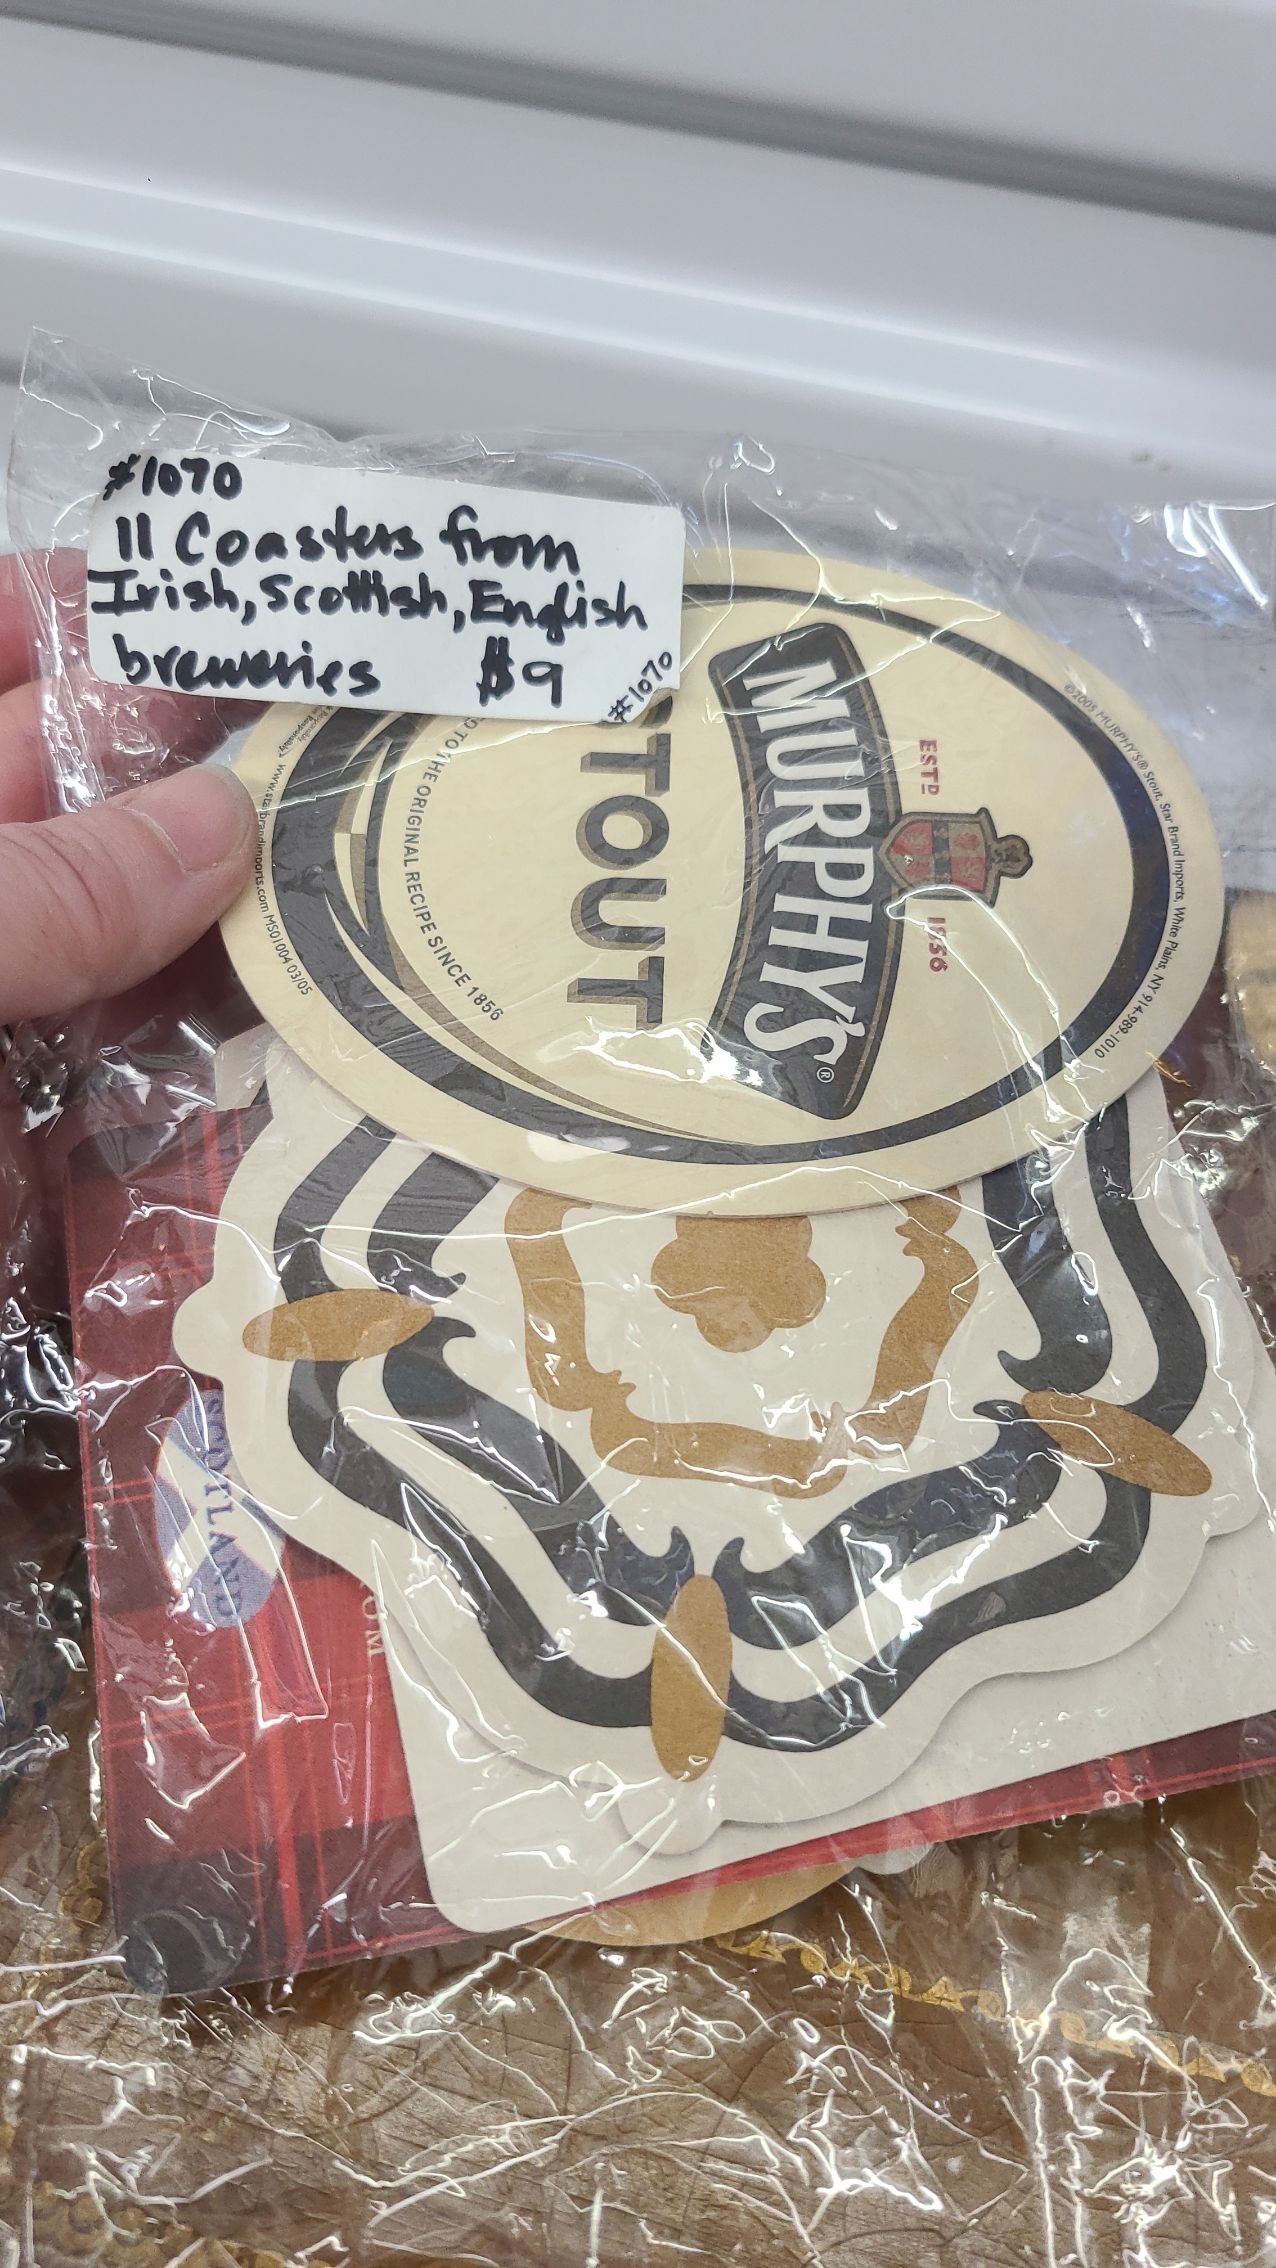 #1070
11 Coasters from
Irish, Scottish, English
breweries $9
#1070
MURPHY'S®
STOUT
ESTD 1856
D TO THE ORIGINAL RECIPE SINCE 1856
©2005 MURPHY'S® Stout, Star Brand Imports, White Plains, NY 914-989-1010
www.starbrandimports.com MS01004 03/05
SCOTLAND